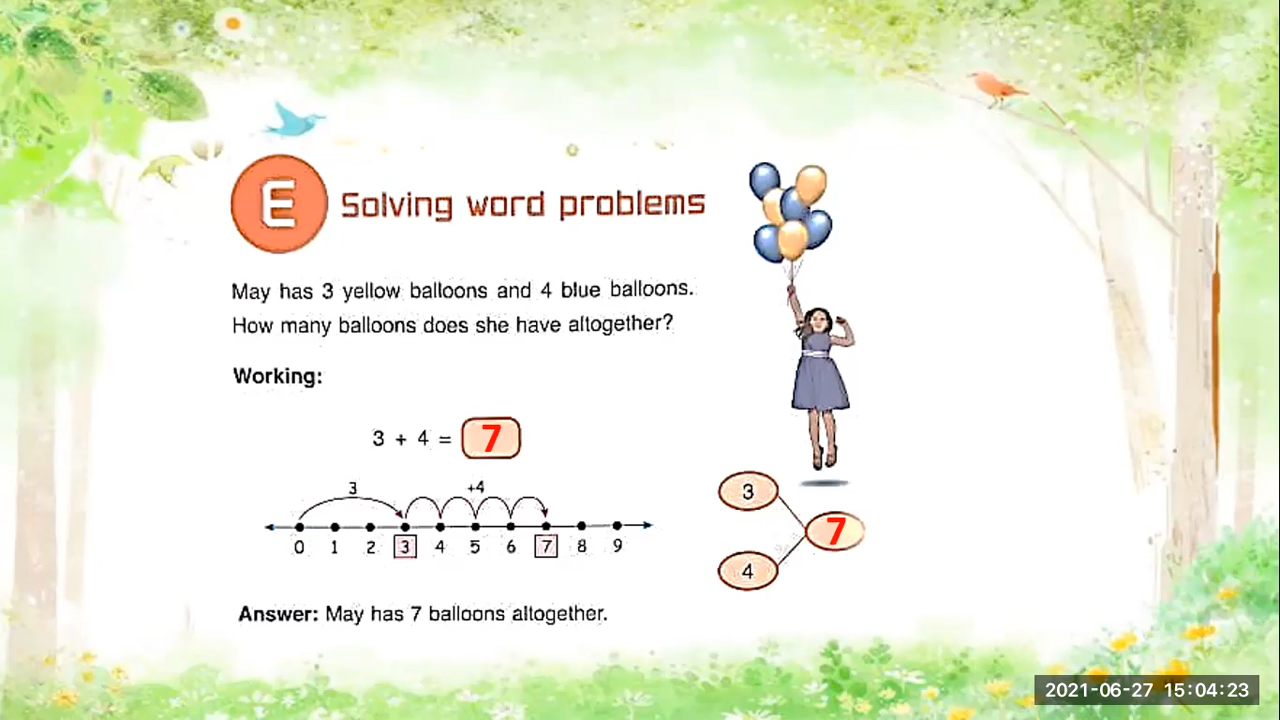 E Solving word problems
May has 3 yellow balloons and 4 blue balloons.
How many balloons does she have altogether?
Working:
3 + 4 = 7
3 +4
0 1 2 3 4 5 6 7 8 9
3
7
4
Answer: May has 7 balloons altogether.
2021-06-27 15:04:23